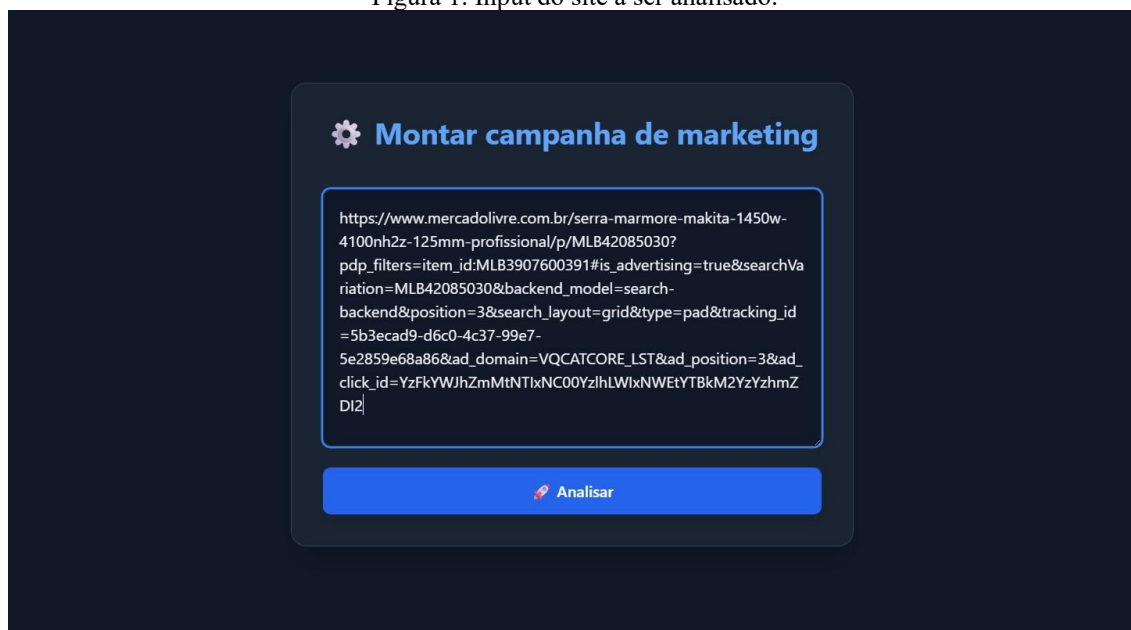 Figura 1: Input do site a ser analisado.
Montar campanha de marketing
https://www.mercadolivre.com.br/serra-marmore-makita-1450w-
4100nh2z-125mm-profissional/p/MLB42085030?
pdp_filters=item_id:MLB3907600391#is_advertising=true&searchVa
riation=MLB42085030&backend_model=search-
backend&position=3&search_layout=grid&type=pad&tracking_id
=5b3ecad9-d6c0-4c37-99e7-
5e2859e68a86&ad_domain=VQCATCORE_LST&ad_position=3&ad_
click_id=YzFkYWJhZmMtNTIxNC00YzlhLWIxNWEtYTBkM2YzYzhmZ
DI2
Analisar